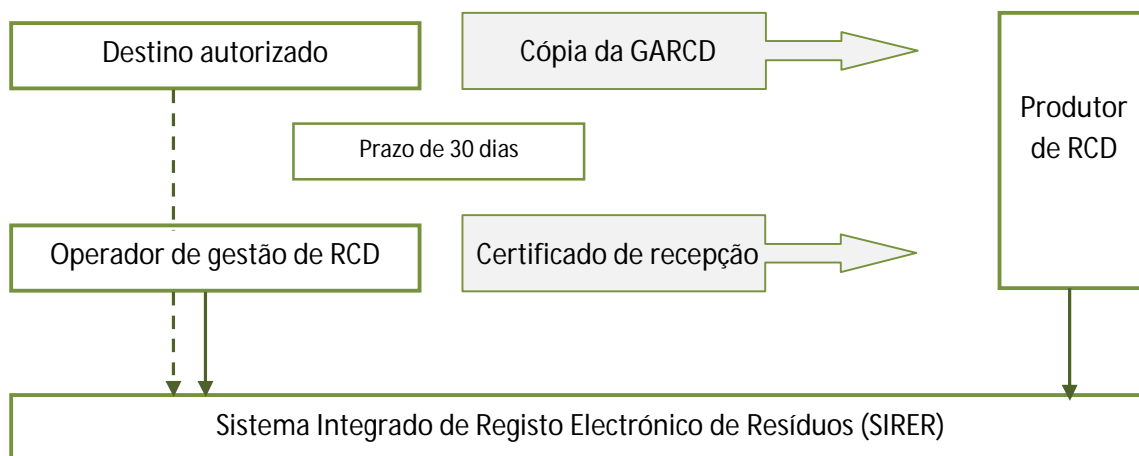 Destino autorizado
Cópia da GARCD
Produtor
de RCD
Prazo de 30 dias
Operador de gestão de RCD
Certificado de recepção
Sistema Integrado de Registo Electrónico de Resíduos (SIRER)